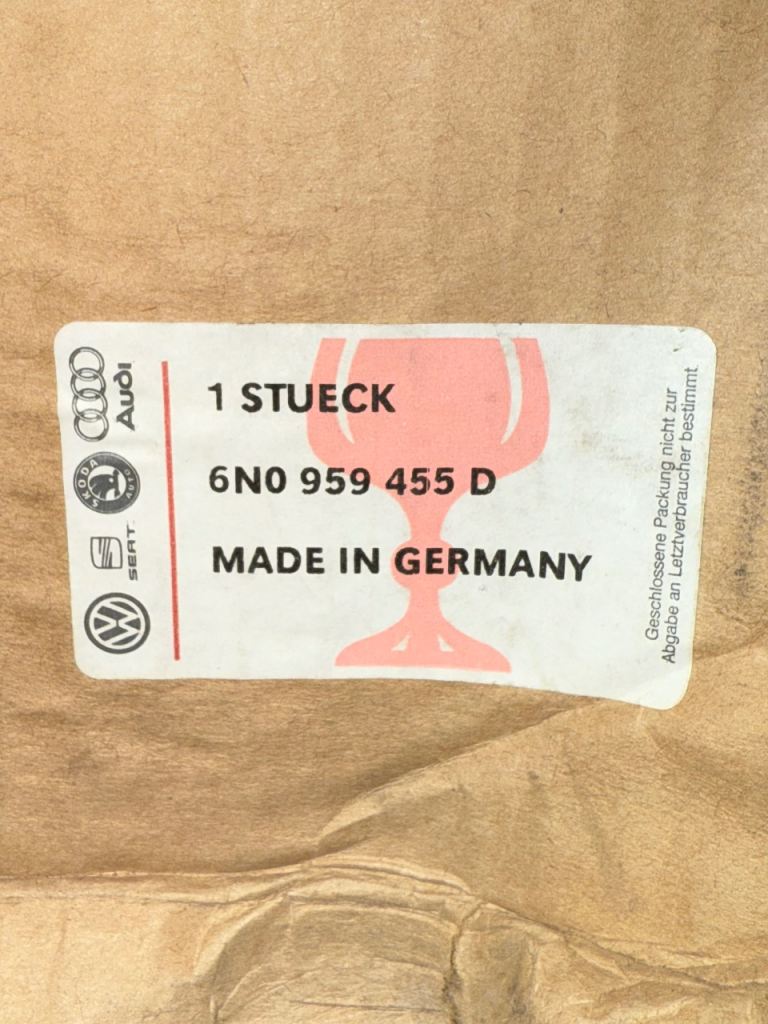 Audi
SKODA
AUTO
SEAT
1 STUECK
6N0 959 455 D
MADE IN GERMANY
Geschlossene Packung nicht zur
Abgabe an Letztverbraucher bestimmt